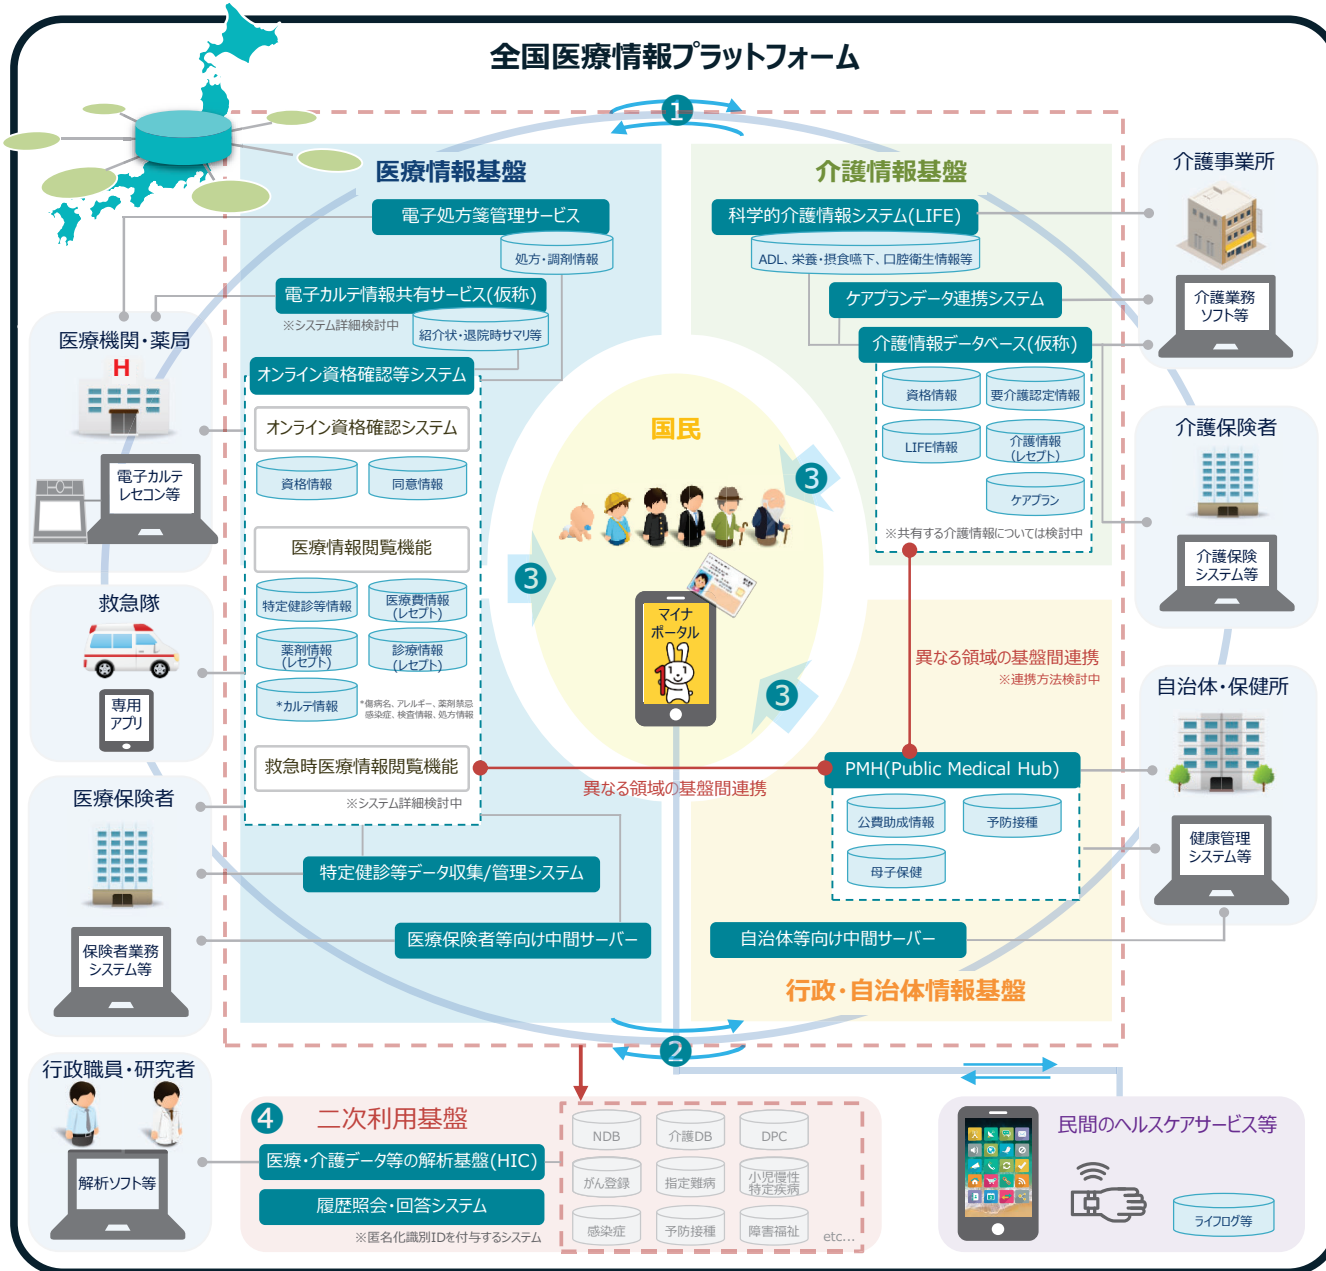 全国医療情報プラットフォーム
1
医療情報基盤
電子処方箋管理サービス
処方・調剤情報
電子カルテ情報共有サービス(仮称)
※システム詳細検討中
紹介状・退院時サマリ等
オンライン資格確認等システム
オンライン資格確認システム
資格情報
同意情報
医療情報閲覧機能
特定健診等情報
医療費情報
(レセプト)
薬剤情報
(レセプト)
診療情報
(レセプト)
*カルテ情報
*傷病名、アレルギー、薬剤禁忌
感染症、検査情報、処方情報
救急時医療情報閲覧機能
※システム詳細検討中
特定健診等データ収集/管理システム
医療保険者等向け中間サーバー
介護情報基盤
科学的介護情報システム(LIFE)
ADL、栄養・摂食嚥下、口腔衛生情報等
ケアプランデータ連携システム
介護情報データベース(仮称)
資格情報
要介護認定情報
LIFE情報
介護情報
(レセプト)
ケアプラン
※共有する介護情報については検討中
国民
3
3
3
マイナ
ポータル
1
異なる領域の基盤間連携
※連携方法検討中
異なる領域の基盤間連携
PMH(Public Medical Hub)
公費助成情報
予防接種
母子保健
自治体等向け中間サーバー
行政・自治体情報基盤
2
医療機関・薬局
H
電子カルテ
レセコン等
救急隊
専用
アプリ
医療保険者
保険者業務
システム等
行政職員・研究者
解析ソフト等
介護事業所
介護業務
ソフト等
介護保険者
介護保険
システム等
自治体・保健所
健康管理
システム等
4
二次利用基盤
医療・介護データ等の解析基盤(HIC)
履歴照会・回答システム
※匿名化識別IDを付与するシステム
NDB
介護DB
DPC
がん登録
指定難病
小児慢性
特定疾病
感染症
予防接種
障害福祉
etc...
民間のヘルスケアサービス等
ライフログ等